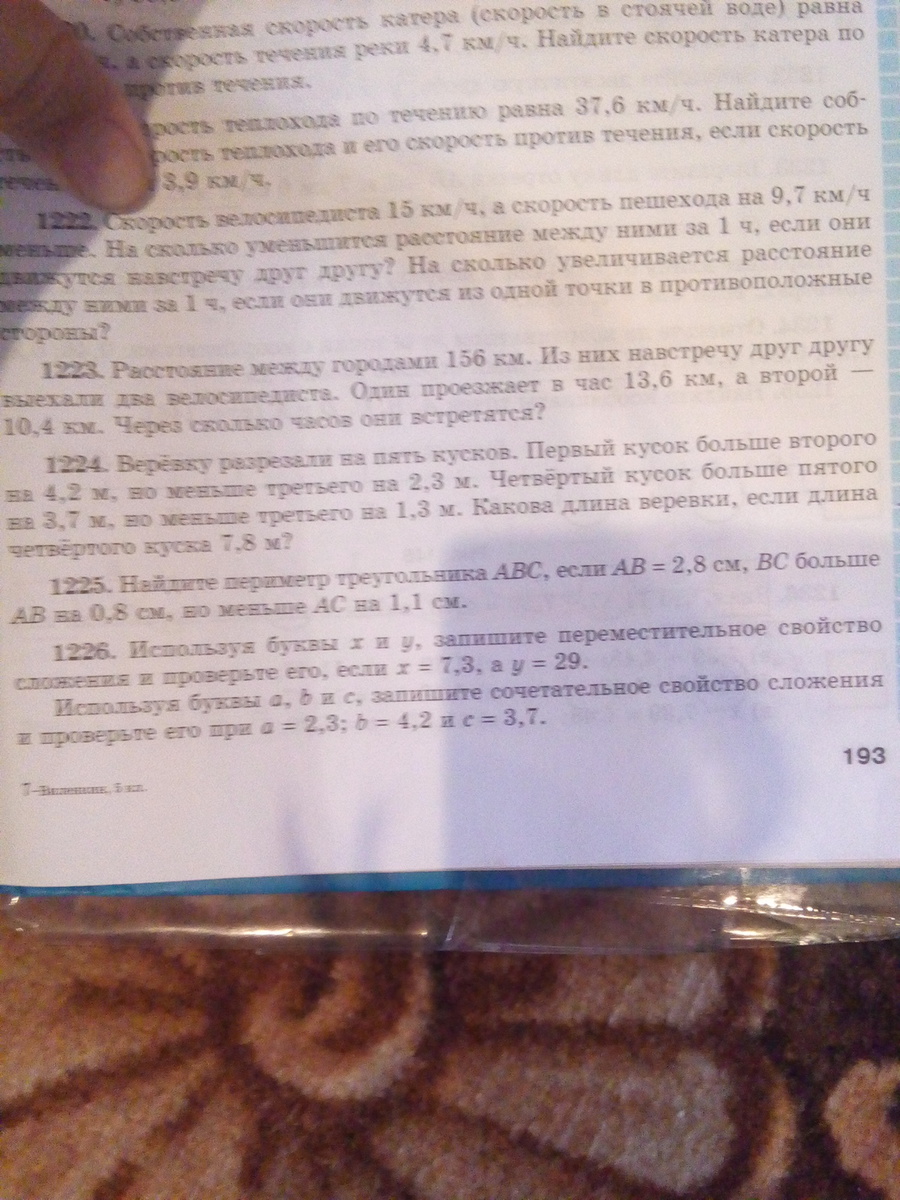 0. Собственная скорость катера (скорость в стоячей воде) равна
ч, а скорость течения реки 4,7 км/ч. Найдите скорость катера по
против течения.
рость теплохода по течению равна 37,6 км/ч. Найдите соб-
рость теплохода и его скорость против течения, если скорость
3,9 км/ч.
1222. Скорость велосипедиста 15 км/ч, а скорость пешехода на 9,7 км/ч
меньше. На сколько уменьшится расстояние между ними за 1 ч, если они
движутся навстречу друг другу? На сколько увеличивается расстояние
между ними за 1 ч, если они движутся из одной точки в противоположные
стороны?
1223. Расстояние между городами 156 км. Из них навстречу друг другу
выехали два велосипедиста. Один проезжает в час 13,6 км, а второй —
10,4 км. Через сколько часов они встретятся?
1224. Верёвку разрезали на пять кусков. Первый кусок больше второго
на 4,2 м, но меньше третьего на 2,3 м. Четвёртый кусок больше пятого
на 3,7 м, но меньше третьего на 1,3 м. Какова длина веревки, если длина
четвёртого куска 7,8 м?
1225. Найдите периметр треугольника ABC, если AB = 2,8 см, BC больше
AB на 0,8 см, но меньше AC на 1,1 см.
1226. Используя буквы x и y, запишите переместительное свойство
сложения и проверьте его, если x = 7,3, а y = 29.
Используя буквы a, b и c, запишите сочетательное свойство сложения
и проверьте его при a = 2,3; b = 4,2 и c = 3,7.
193
7–Виленкин, 5 кл.